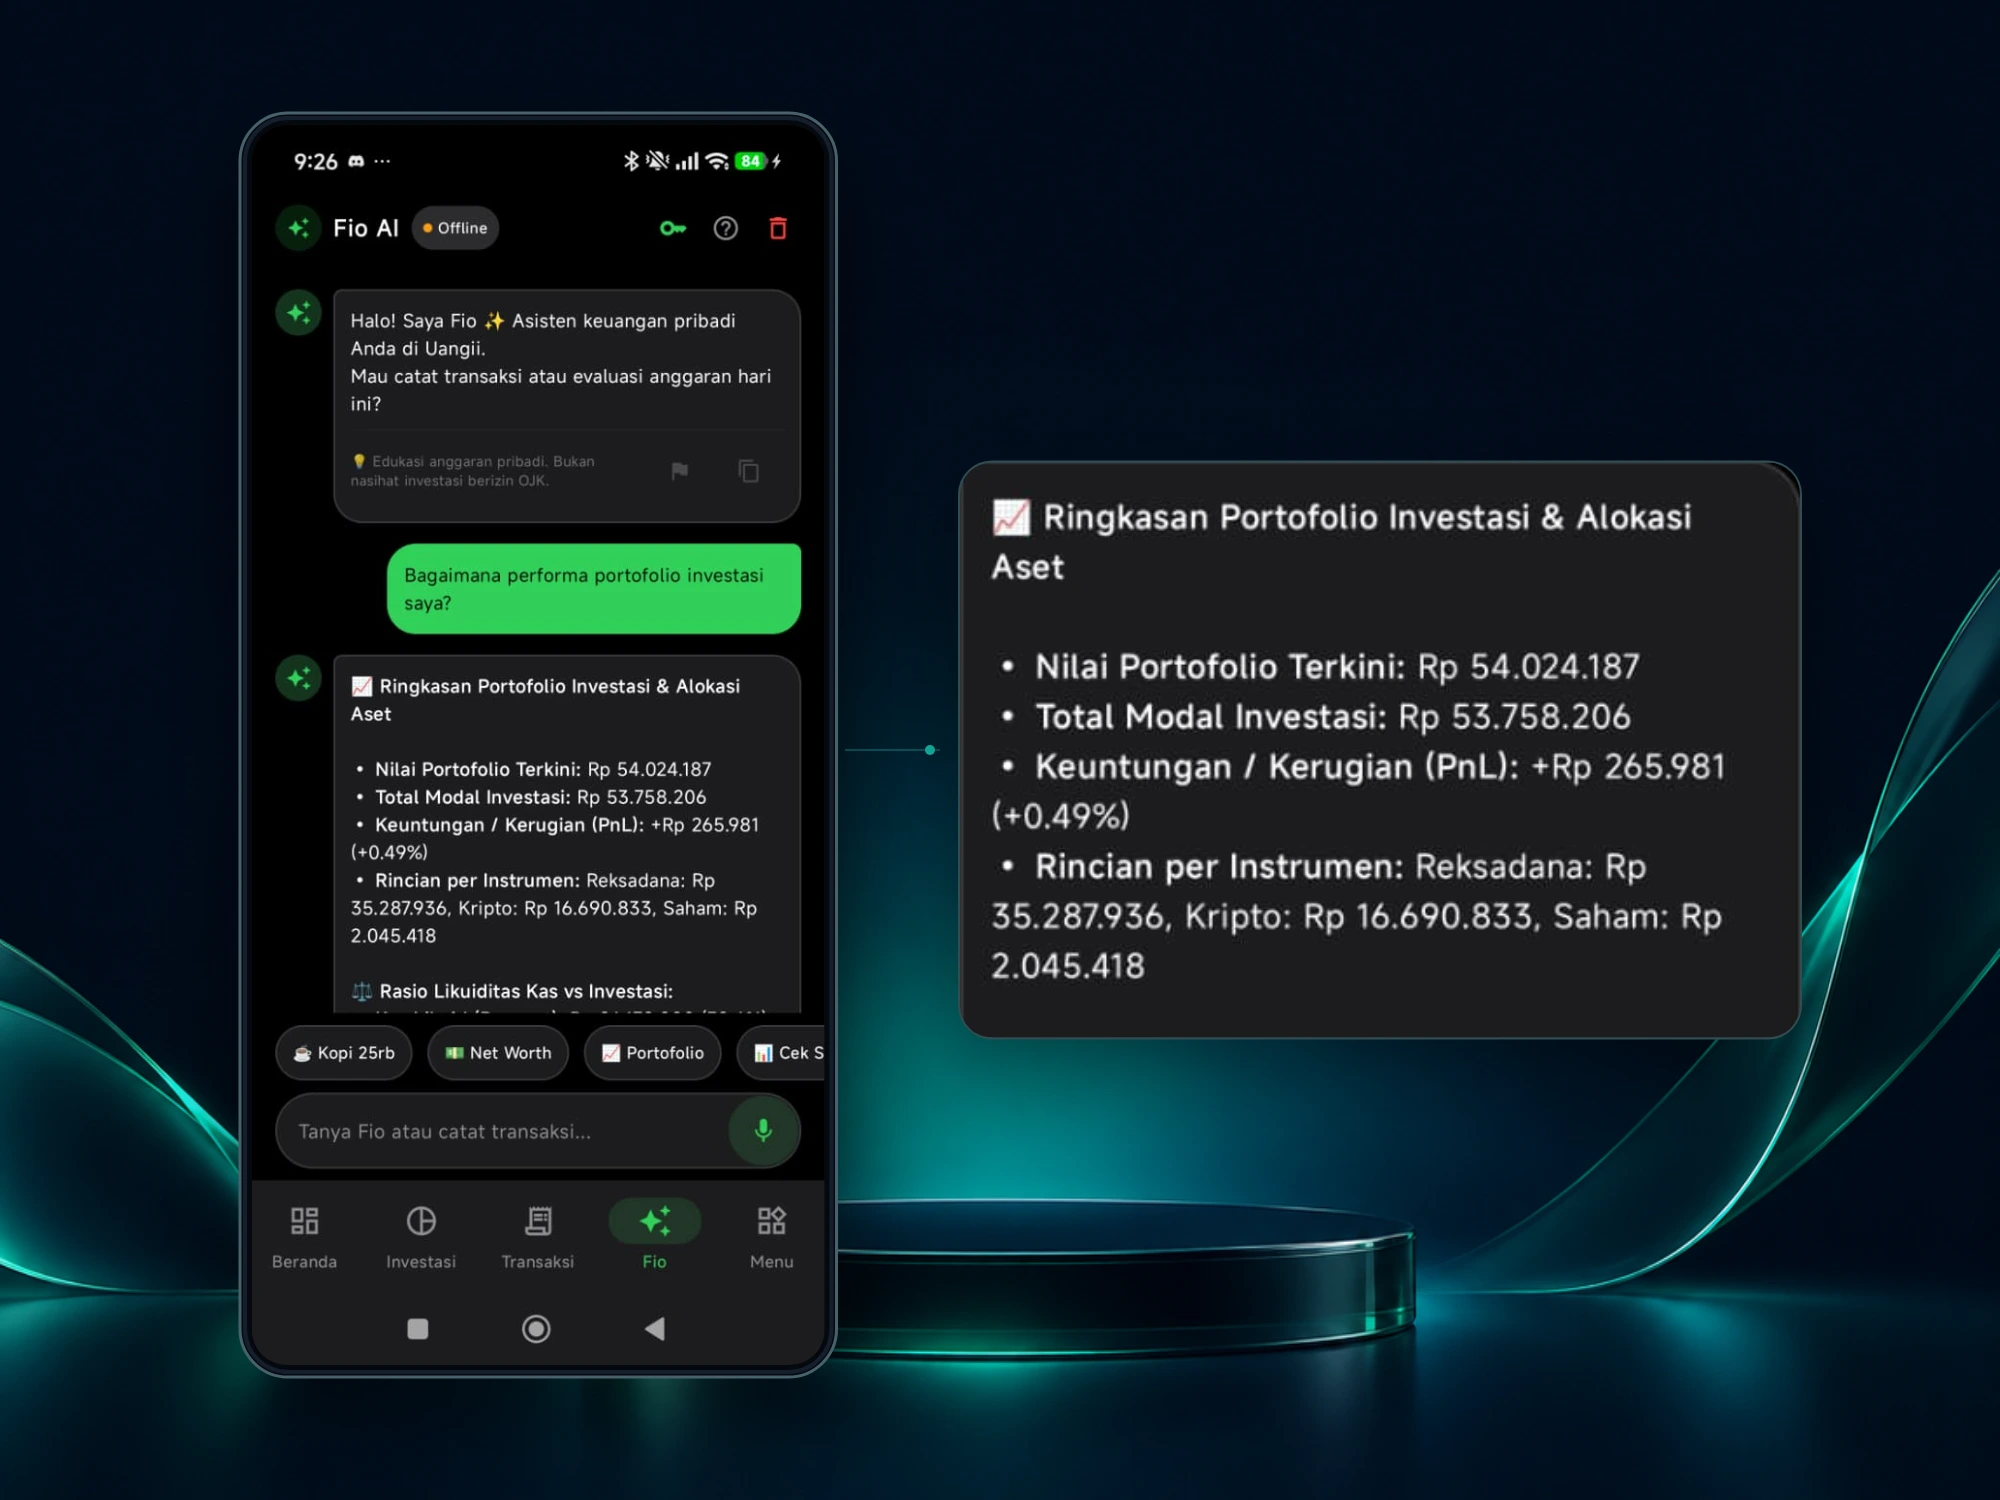 9:26
84
Fio AI
Offline
Halo! Saya Fio ✨ Asisten keuangan pribadi
Anda di Uangii.
Mau catat transaksi atau evaluasi anggaran hari
ini?
💡 Edukasi anggaran pribadi. Bukan
nasihat investasi berizin OJK.
Bagaimana performa portofolio investasi
saya?
📈 Ringkasan Portofolio Investasi & Alokasi
Aset
• Nilai Portofolio Terkini: Rp 54.024.187
• Total Modal Investasi: Rp 53.758.206
• Keuntungan / Kerugian (PnL): +Rp 265.981
(+0.49%)
• Rincian per Instrumen: Reksadana: Rp
35.287.936, Kripto: Rp 16.690.833, Saham: Rp
2.045.418
⚖️ Rasio Likuiditas Kas vs Investasi:
☕ Kopi 25rb
💵 Net Worth
📈 Portofolio
📊 Cek S
Tanya Fio atau catat transaksi...
Beranda
Investasi
Transaksi
Fio
Menu
📈 Ringkasan Portofolio Investasi & Alokasi
Aset
• Nilai Portofolio Terkini: Rp 54.024.187
• Total Modal Investasi: Rp 53.758.206
• Keuntungan / Kerugian (PnL): +Rp 265.981
(+0.49%)
• Rincian per Instrumen: Reksadana: Rp
35.287.936, Kripto: Rp 16.690.833, Saham: Rp
2.045.418